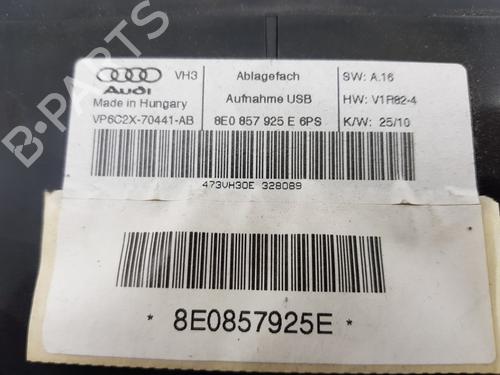 Audi
VH3
Ablagefach
SW: A.16
Made in Hungary
Aufnahme USB
HW: V1R82-4
VP6C2X-70441-AB
8E0 857 925 E 6PS
K/W: 25/10
473VH30E 328089
* 8E0857925E *
B-PARTS